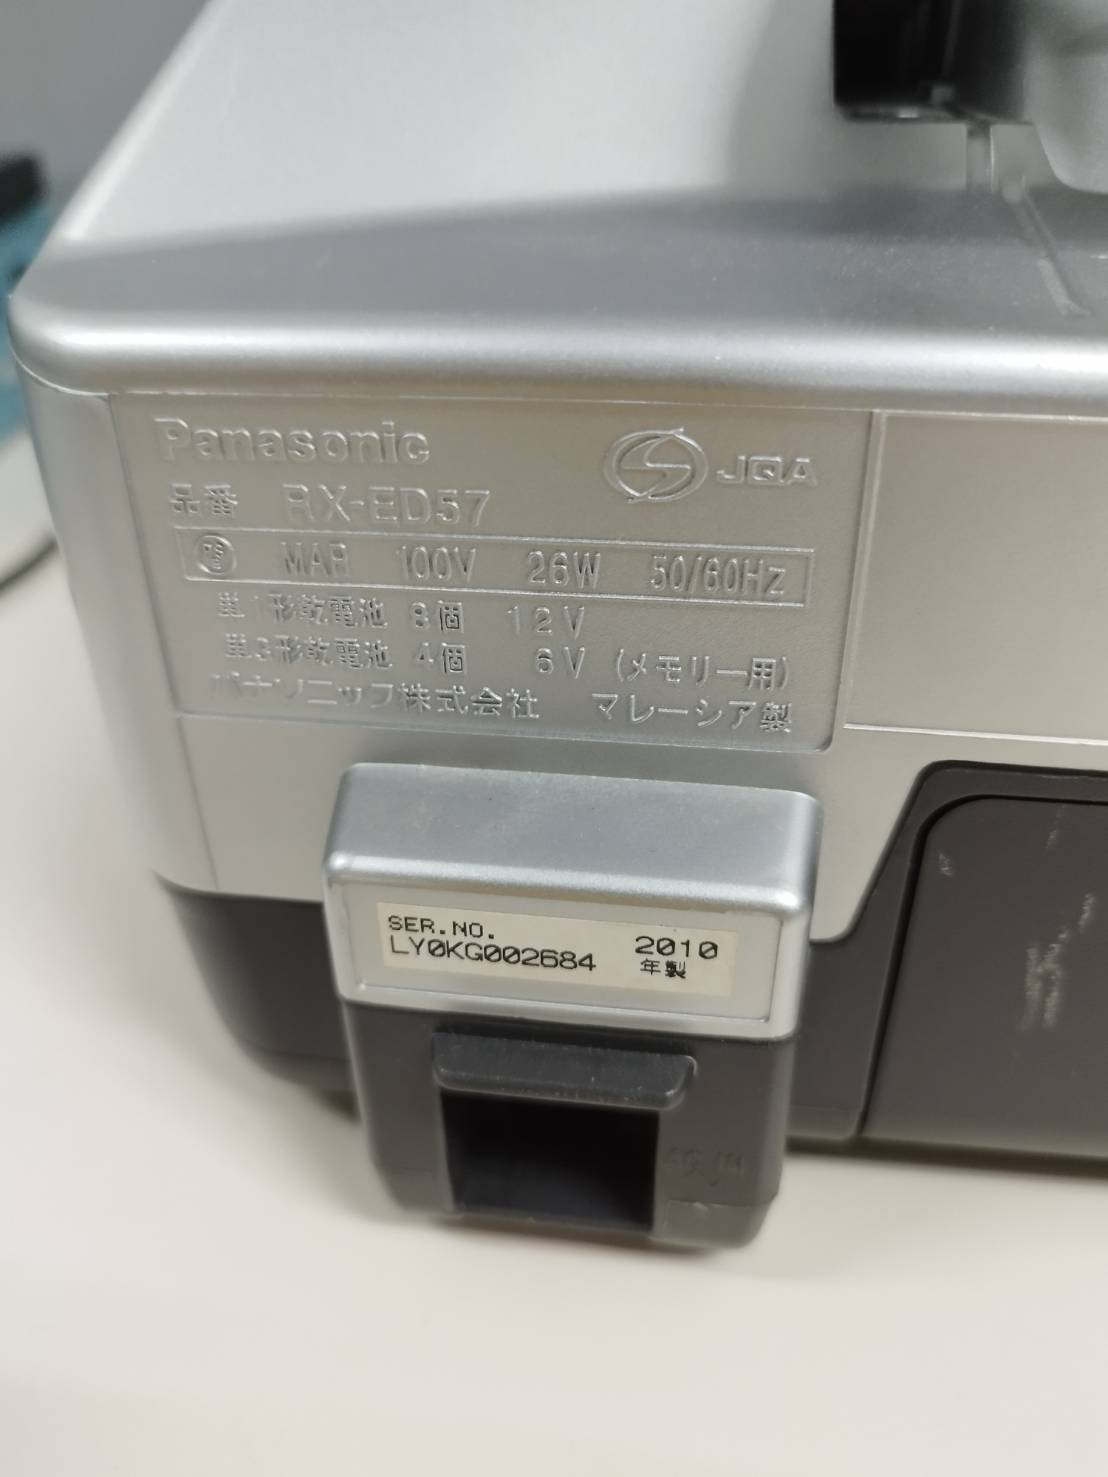 Panasonic
JQA
品番 RX-ED57
MAR 100V 26W 50/60Hz
単1形乾電池 8個 12V
単3形乾電池 4個 6V (メモリー用)
パナソニック株式会社 マレーシア製
SER.NO.
LY0KG002684
2010
年製